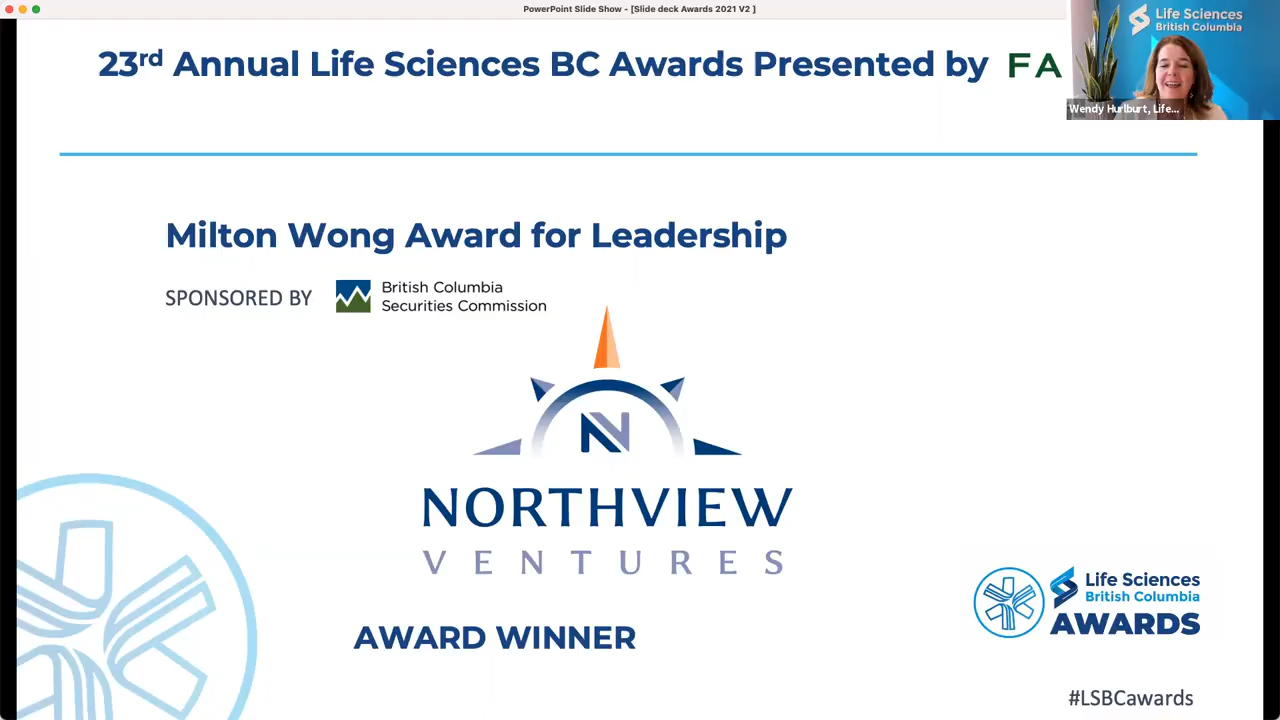 PowerPoint Slide Show - [Slide deck Awards 2021 V2 ]
23rd Annual Life Sciences BC Awards Presented by FA
Life Sciences
British Columbia
Wendy Hurlburt, Life...
Milton Wong Award for Leadership
SPONSORED BY
British Columbia
Securities Commission
N
NORTHVIEW
VENTURES
AWARD WINNER
Life Sciences
British Columbia
AWARDS
#LSBCawards